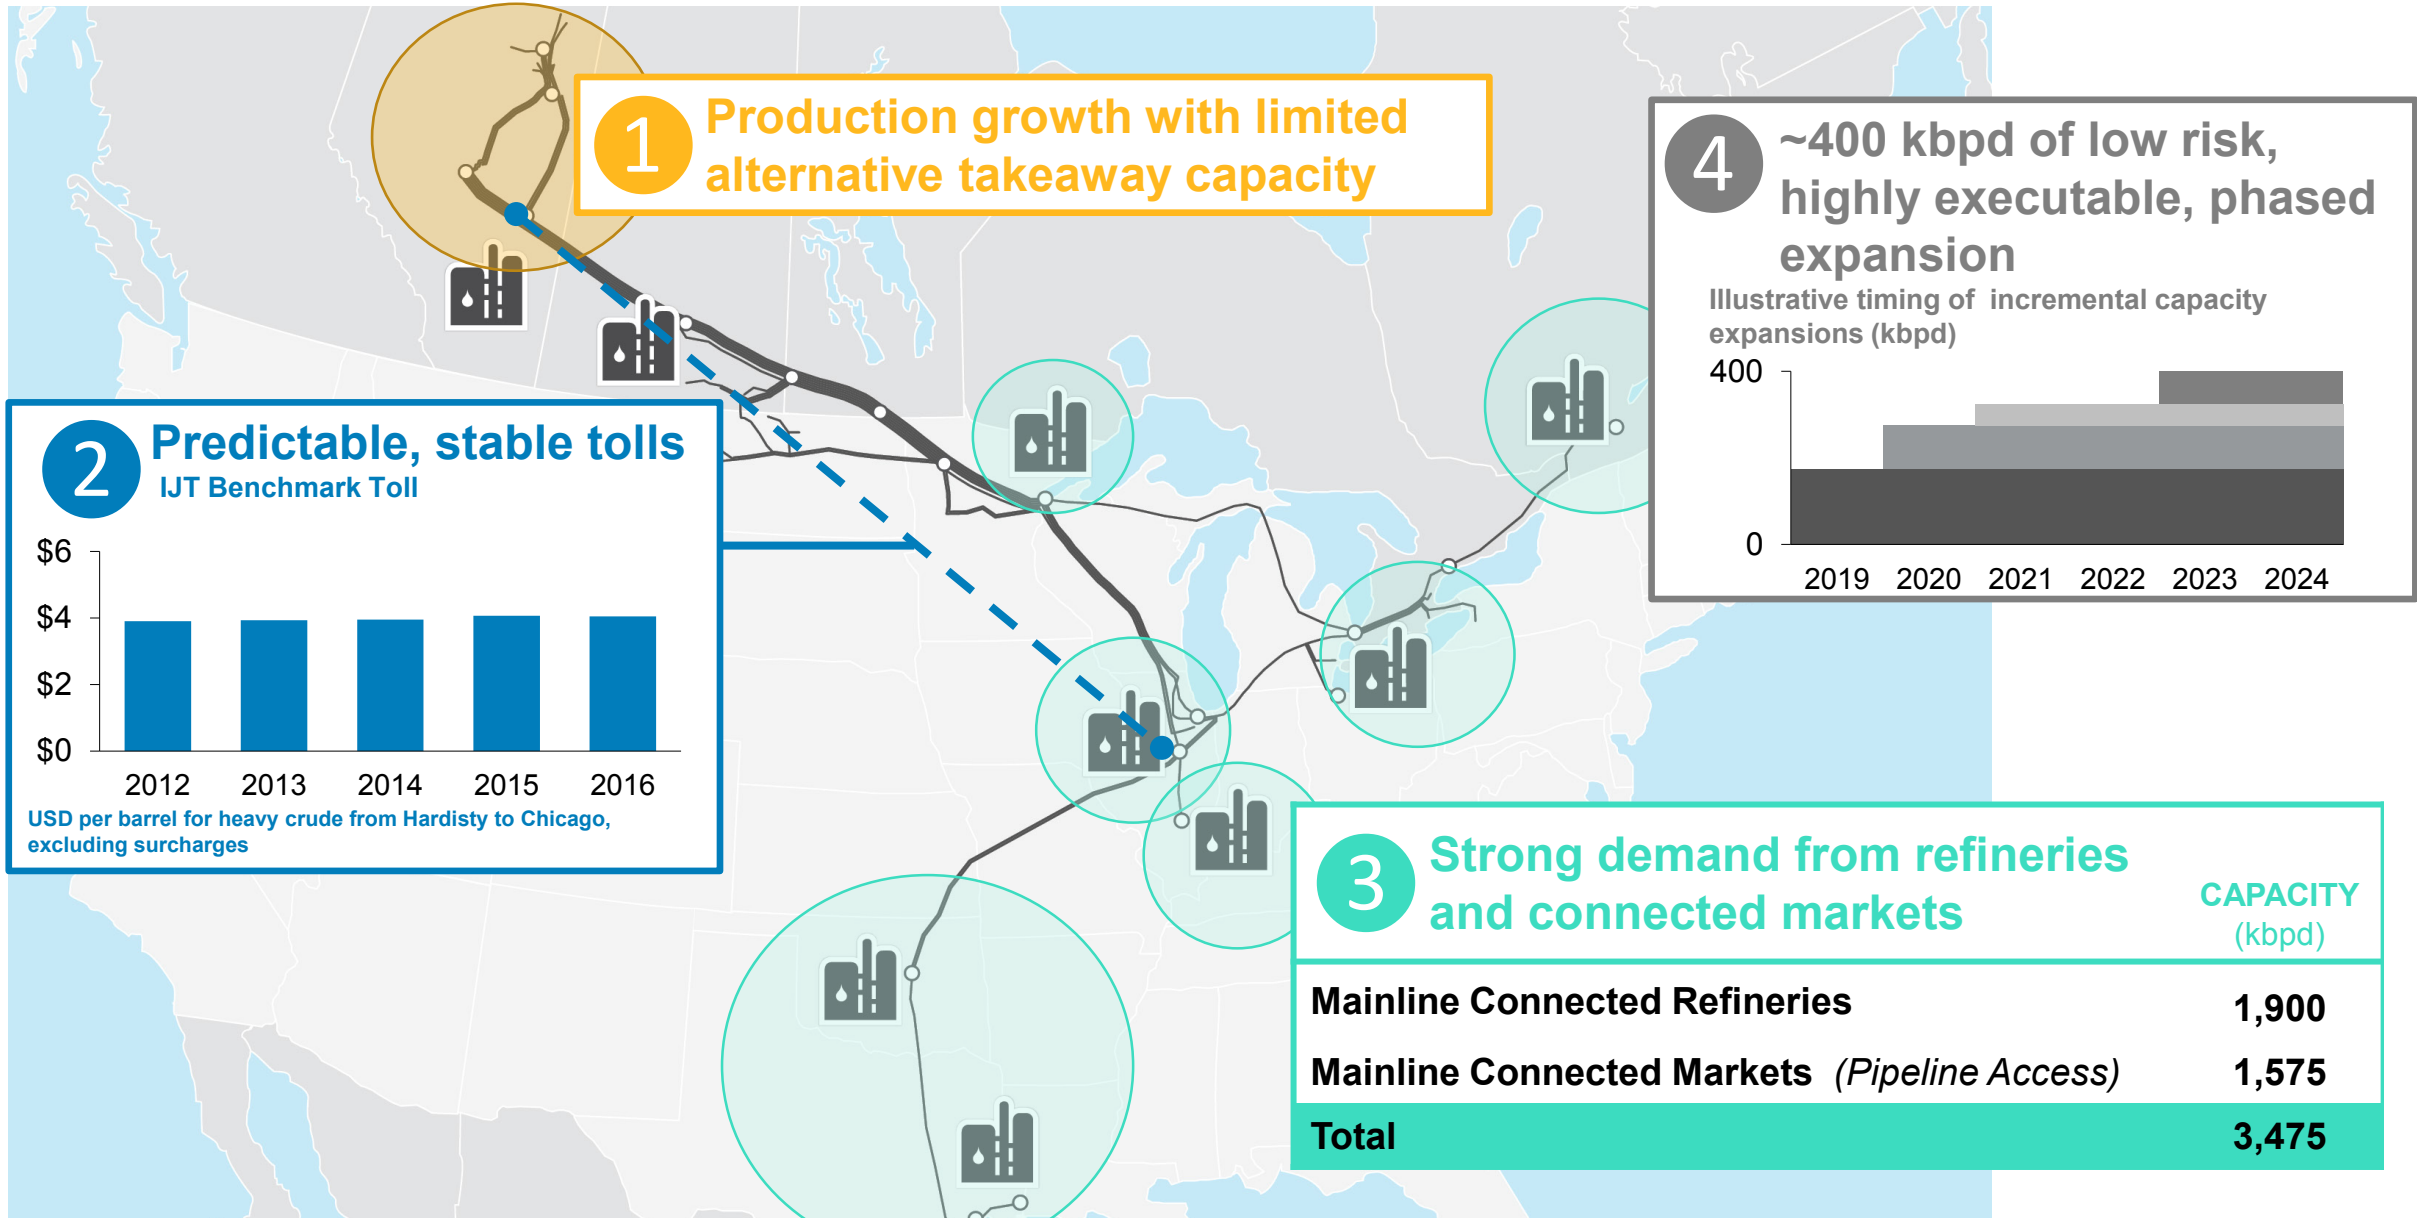 1
Production growth with limited
alternative takeaway capacity
2
Predictable, stable tolls
IJT Benchmark Toll
$6
$4
$2
$0
2012 2013 2014 2015 2016
USD per barrel for heavy crude from Hardisty to Chicago,
excluding surcharges
4
~400 kbpd of low risk,
highly executable, phased
expansion
Illustrative timing of incremental capacity
expansions (kbpd)
400
0
2019 2020 2021 2022 2023 2024
3
Strong demand from refineries
and connected markets
CAPACITY
(kbpd)
Mainline Connected Refineries 1,900
Mainline Connected Markets (Pipeline Access) 1,575
Total 3,475